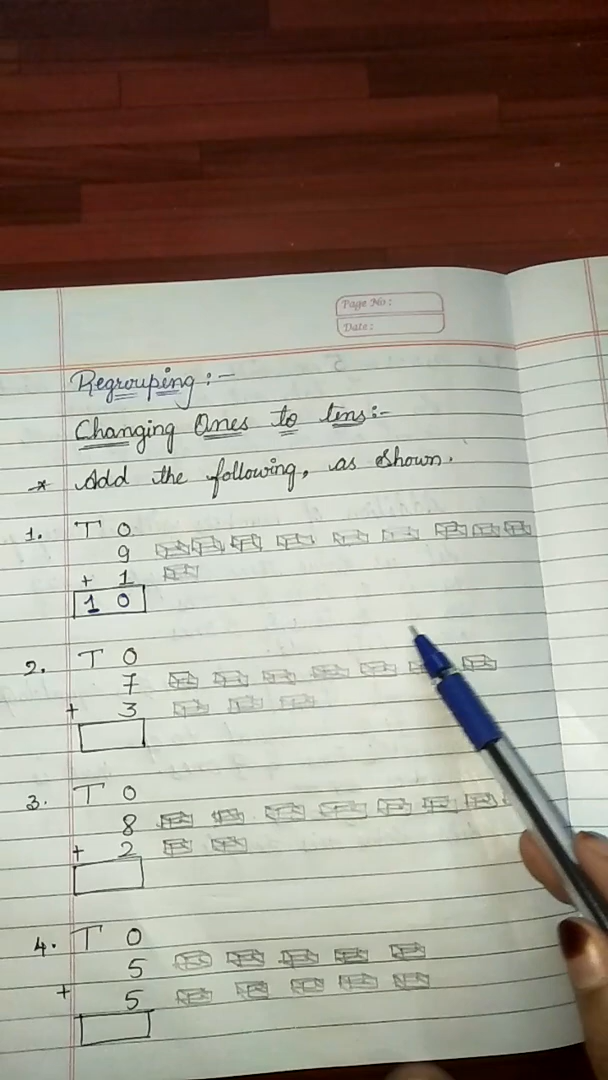 Page No :
Date :
Regrouping :-
Changing Ones to tens :-
* Add the following, as shown.
1. T O
9
+ 1
1 0
2. T O
7
+ 3
3. T O
8
+ 2
4. T O
5
+ 5